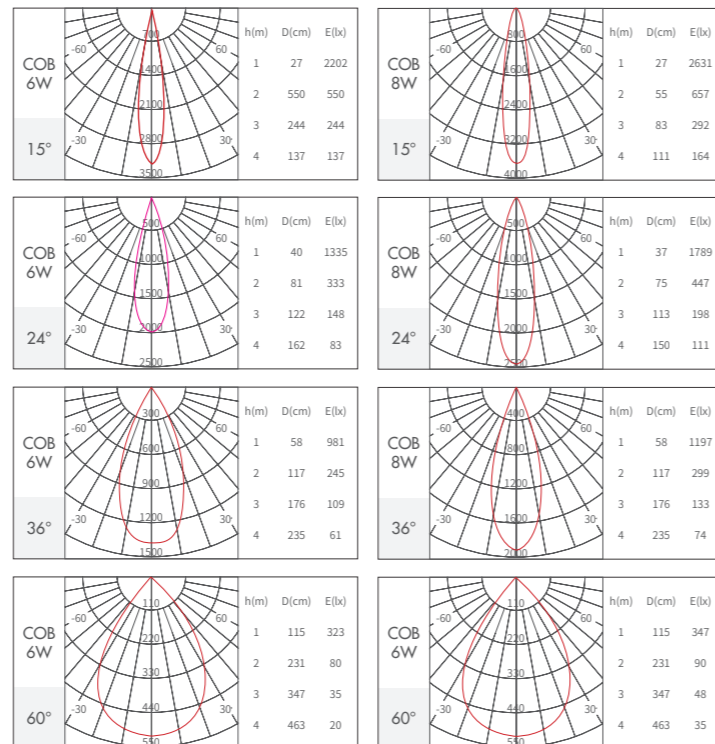 COB
6W
15°
-60
60
-30
30
700
1400
2100
2800
3500
h(m) D(cm) E(lx)
1 27 2202
2 550 550
3 244 244
4 137 137
COB
8W
15°
-60
60
-30
30
800
1600
2400
3200
4000
h(m) D(cm) E(lx)
1 27 2631
2 55 657
3 83 292
4 111 164
COB
6W
24°
-60
60
-30
30
500
1000
1500
2000
2500
h(m) D(cm) E(lx)
1 40 1335
2 81 333
3 122 148
4 162 83
COB
8W
24°
-60
60
-30
30
500
1000
1500
2000
2500
h(m) D(cm) E(lx)
1 37 1789
2 75 447
3 113 198
4 150 111
COB
6W
36°
-60
60
-30
30
300
600
900
1200
1500
h(m) D(cm) E(lx)
1 58 981
2 117 245
3 176 109
4 235 61
COB
8W
36°
-60
60
-30
30
400
800
1200
1600
2000
h(m) D(cm) E(lx)
1 58 1197
2 117 299
3 176 133
4 235 74
COB
6W
60°
-60
60
-30
30
110
220
330
440
550
h(m) D(cm) E(lx)
1 115 323
2 231 80
3 347 35
4 463 20
COB
6W
60°
-60
60
-30
30
110
220
330
440
550
h(m) D(cm) E(lx)
1 115 347
2 231 90
3 347 48
4 463 35